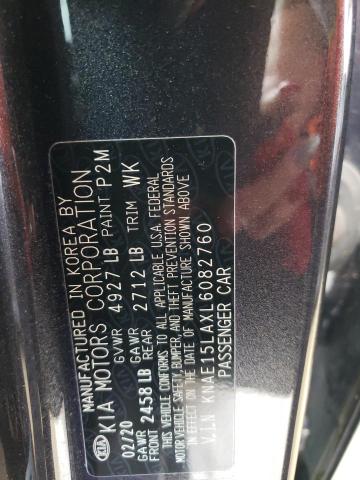 MANUFACTURED IN KOREA BY
KIA KIA MOTORS CORPORATION
02/20 GVWR 4927 LB PAINT P2M
GAWR FRONT 2458 LB GAWR REAR 2712 LB TRIM WK
THIS VEHICLE CONFORMS TO ALL APPLICABLE U.S.A. FEDERAL
MOTOR VEHICLE SAFETY, BUMPER, AND THEFT PREVENTION STANDARDS
IN EFFECT ON THE DATE OF MANUFACTURE SHOWN ABOVE
V.I.N KNAE15LAXL6082760
PASSENGER CAR